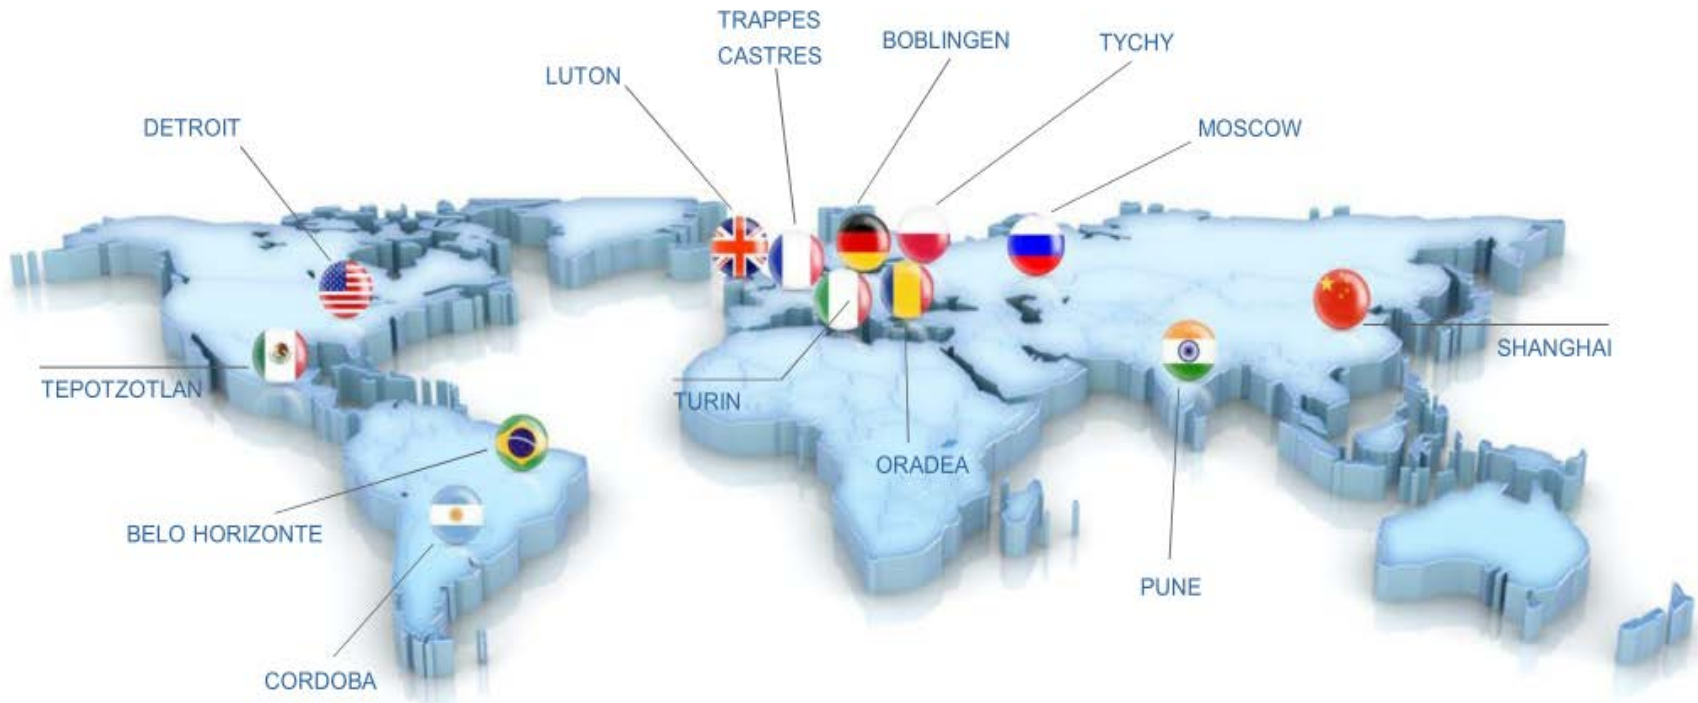 TRAPPES
CASTRES
BOBLINGEN
TYCHY
LUTON
DETROIT
MOSCOW
SHANGHAI
TEPOTZOTLAN
TURIN
ORADEA
BELO HORIZONTE
PUNE
CORDOBA